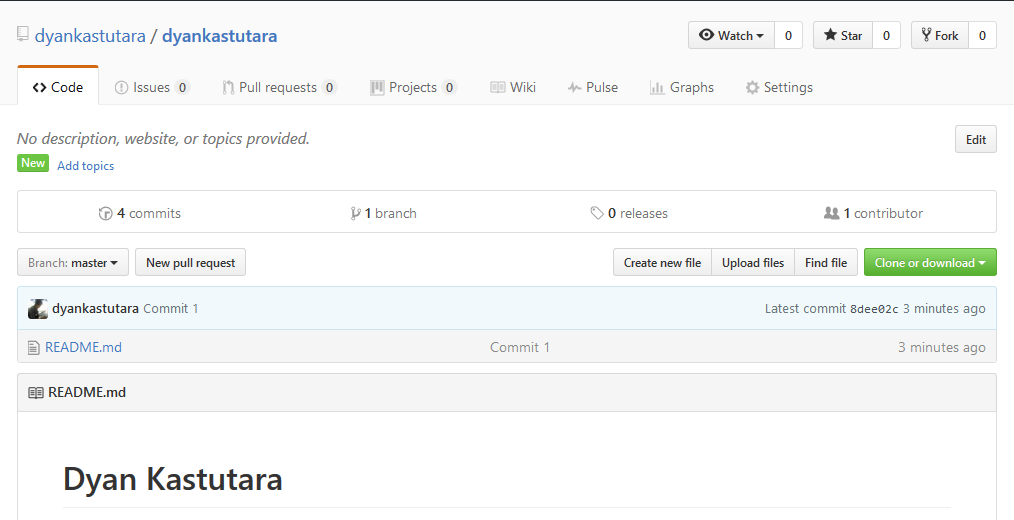 dyankastutara / dyankastutara Watch 0 Star 0 Fork 0
Code Issues 0 Pull requests 0 Projects 0 Wiki Pulse Graphs Settings
No description, website, or topics provided. Edit
New Add topics
4 commits 1 branch 0 releases 1 contributor
Branch: master New pull request Create new file Upload files Find file Clone or download
dyankastutara Commit 1 Latest commit 8dee02c 3 minutes ago
README.md Commit 1 3 minutes ago
README.md
Dyan Kastutara